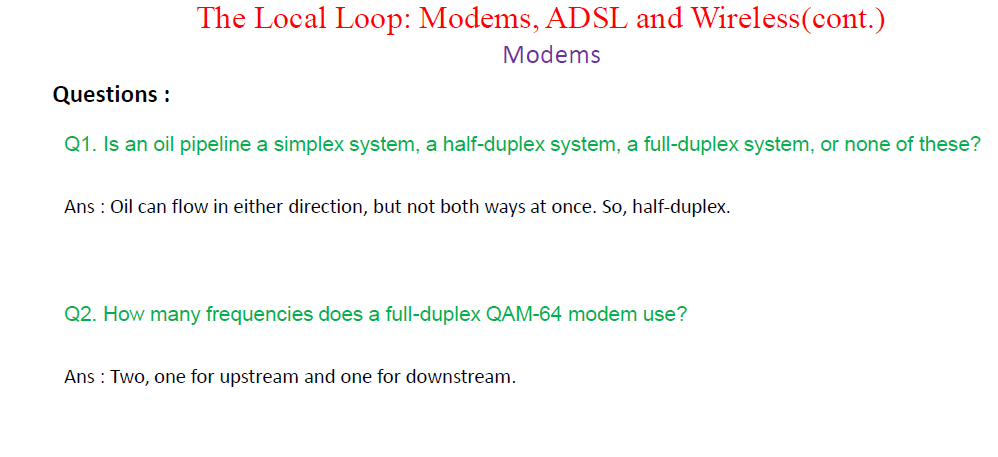 The Local Loop: Modems, ADSL and Wireless(cont.)
Modems
Questions :
Q1. Is an oil pipeline a simplex system, a half-duplex system, a full-duplex system, or none of these?
Ans : Oil can flow in either direction, but not both ways at once. So, half-duplex.
Q2. How many frequencies does a full-duplex QAM-64 modem use?
Ans : Two, one for upstream and one for downstream.